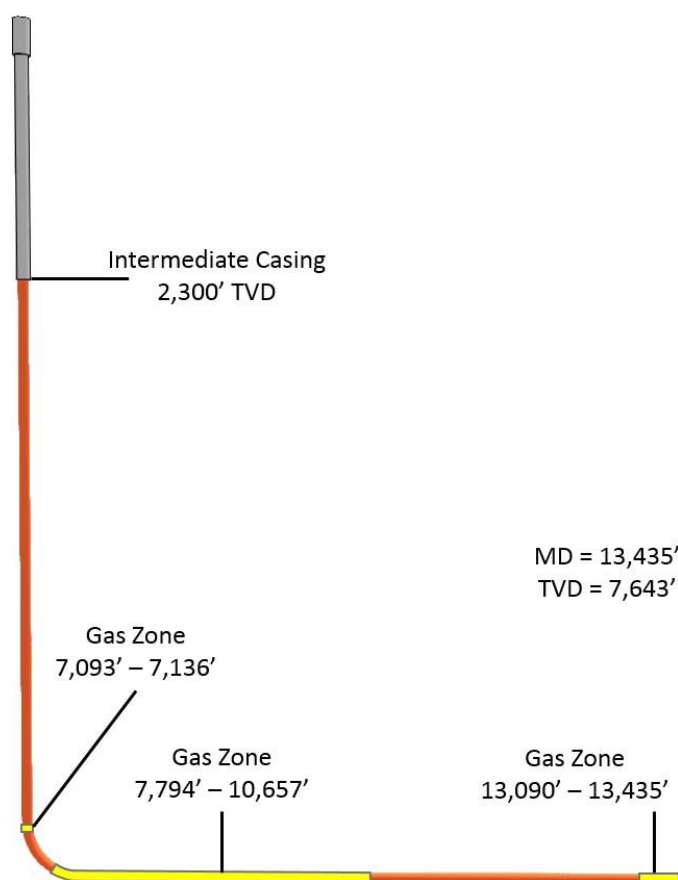 Intermediate Casing
2,300’ TVD
MD = 13,435’
TVD = 7,643’
Gas Zone
7,093’ – 7,136’
Gas Zone
7,794’ – 10,657’
Gas Zone
13,090’ – 13,435’